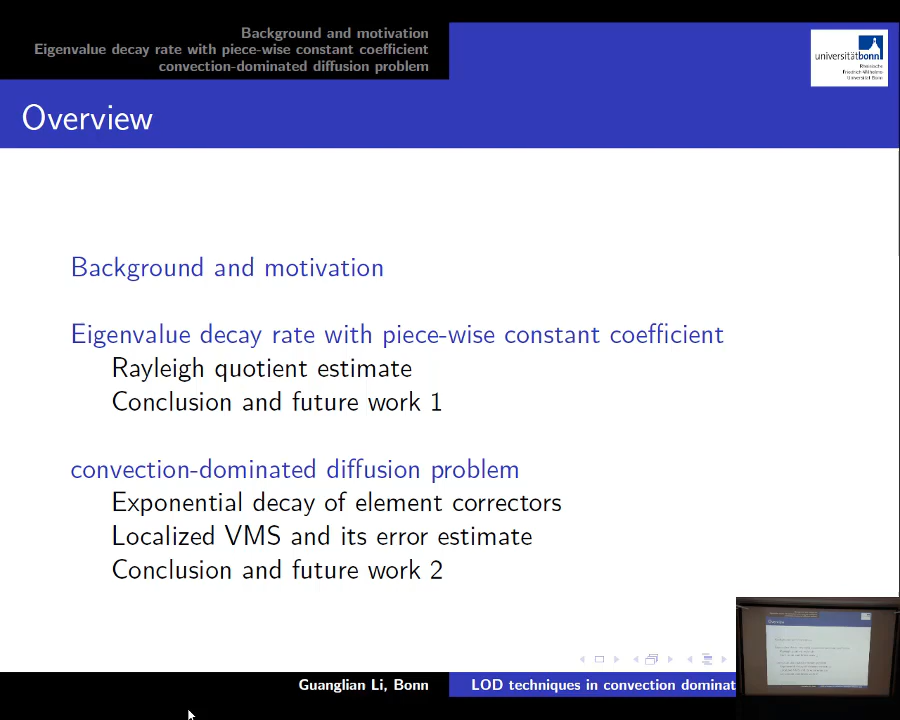 Background and motivation
Eigenvalue decay rate with piece-wise constant coefficient
convection-dominated diffusion problem
universitätbonn
Rheinische
Friedrich-Wilhelms-
Universität Bonn
Overview
Background and motivation
Eigenvalue decay rate with piece-wise constant coefficient
Rayleigh quotient estimate
Conclusion and future work 1
convection-dominated diffusion problem
Exponential decay of element correctors
Localized VMS and its error estimate
Conclusion and future work 2
Guanglian Li, Bonn
LOD techniques in convection dominat
Overview